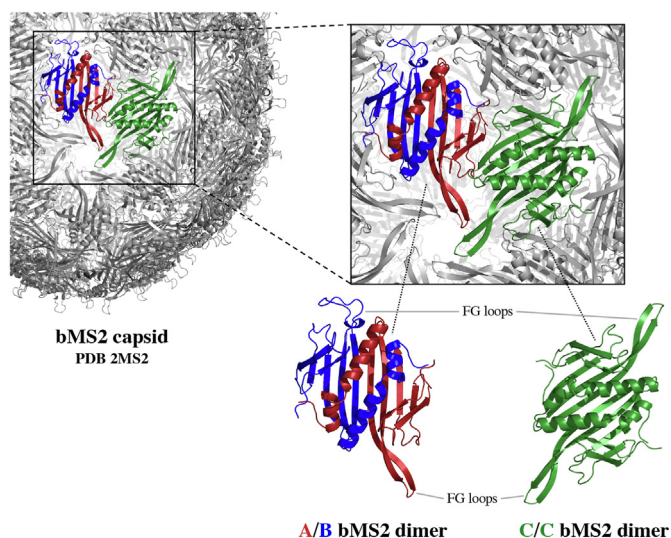 bMS2 capsid
PDB 2MS2
FG loops
FG loops
A/B bMS2 dimer
C/C bMS2 dimer